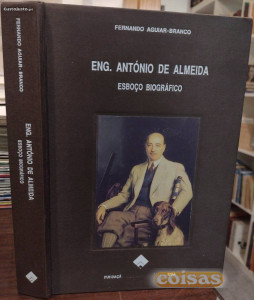 FERNANDO AGUIAR-BRANCO
ENG. ANTÓNIO DE ALMEIDA
ESBOÇO BIOGRÁFICO
FERNANDO AGUIAR-BRANCO
ENG. ANTÓNIO DE ALMEIDA
ESBOÇO BIOGRÁFICO
coisas